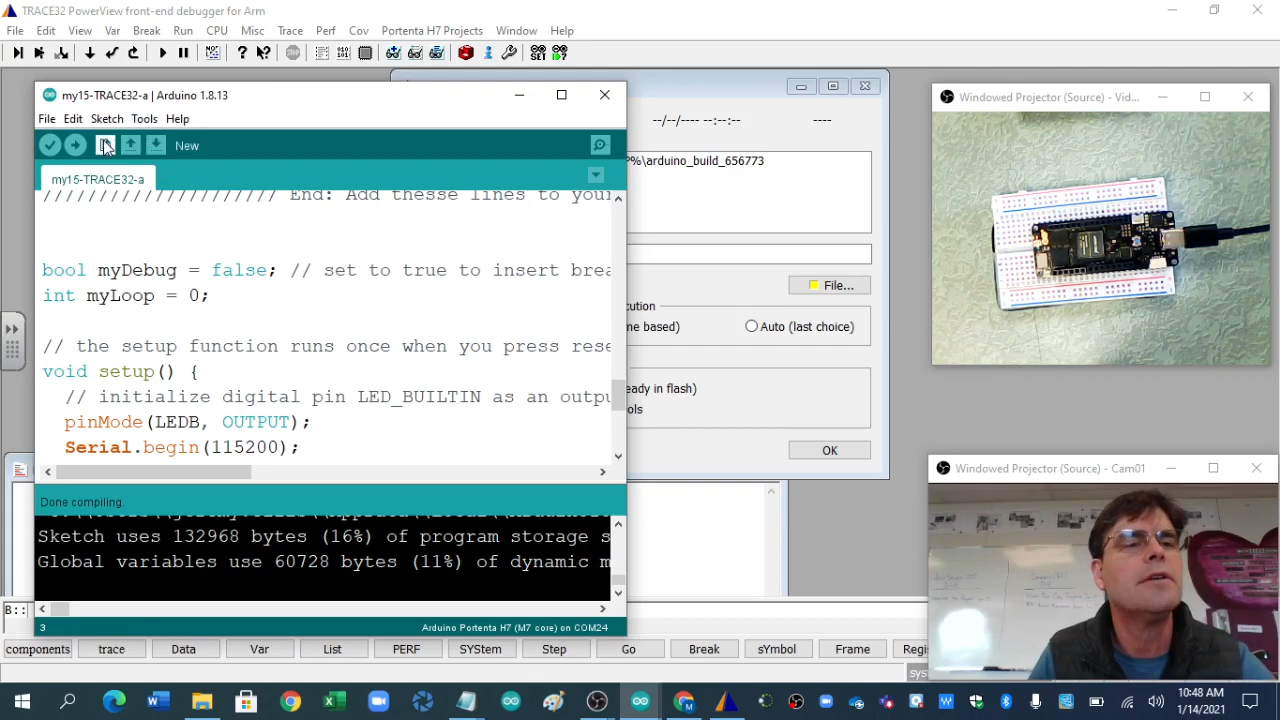 TRACE32 PowerView front-end debugger for Arm
File Edit View Var Break Run CPU Misc Trace Perf Cov Portenta H7 Projects Window Help
my15-TRACE32-a | Arduino 1.8.13
File Edit Sketch Tools Help
New
my15-TRACE32-a
///////////////////// End: Add thesse lines to your
bool myDebug = false; // set to true to insert brea
int myLoop = 0;
// the setup function runs once when you press rese
void setup() {
// initialize digital pin LED_BUILTIN as an outpu
pinMode(LEDB, OUTPUT);
Serial.begin(115200);
Done compiling.
Sketch uses 132968 bytes (16%) of program storage s
Global variables use 60728 bytes (11%) of dynamic m
3
Arduino Portenta H7 (M7 core) on COM24
--/--/---- --:--:-- ----
P%\arduino_build_656773
File...
cution
me based)
Auto (last choice)
eady in flash)
ols
OK
Windowed Projector (Source) - Vid...
Windowed Projector (Source) - Cam01
B::
components trace Data Var List PERF SYStem Step Go Break sYmbol Frame Regi
sys
10:48 AM
1/14/2021